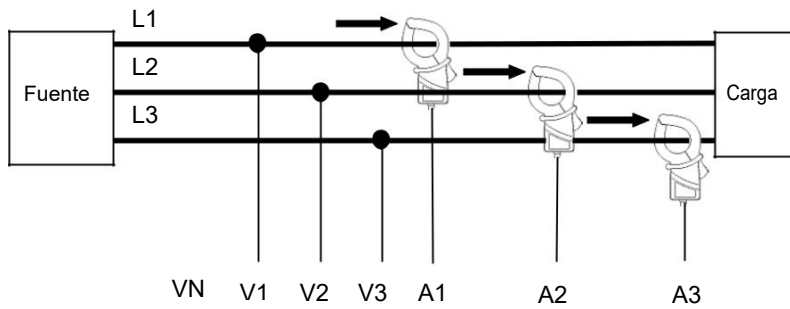 L1
L2
Fuente
Carga
L3
VN V1 V2 V3 A1 A2 A3